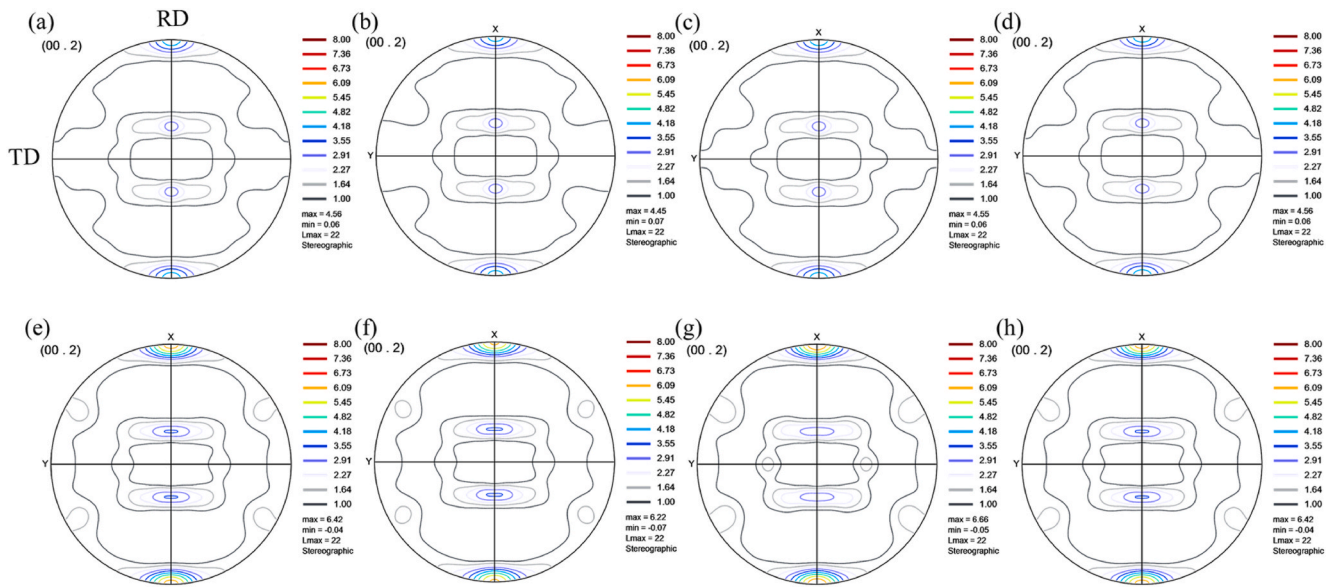 (a)
RD
(00 . 2)
TD
8.00
7.36
6.73
6.09
5.45
4.82
4.18
3.55
2.91
2.27
1.64
1.00
max = 4.56
min = 0.06
Lmax = 22
Stereographic
(b)
X
(00 . 2)
Y
8.00
7.36
6.73
6.09
5.45
4.82
4.18
3.55
2.91
2.27
1.64
1.00
max = 4.45
min = 0.07
Lmax = 22
Stereographic
(c)
X
(00 . 2)
Y
8.00
7.36
6.73
6.09
5.45
4.82
4.18
3.55
2.91
2.27
1.64
1.00
max = 4.55
min = 0.06
Lmax = 22
Stereographic
(d)
X
(00 . 2)
Y
8.00
7.36
6.73
6.09
5.45
4.82
4.18
3.55
2.91
2.27
1.64
1.00
max = 4.56
min = 0.06
Lmax = 22
Stereographic
(e)
X
(00 . 2)
Y
8.00
7.36
6.73
6.09
5.45
4.82
4.18
3.55
2.91
2.27
1.64
1.00
max = 6.42
min = -0.04
Lmax = 22
Stereographic
(f)
X
(00 . 2)
Y
8.00
7.36
6.73
6.09
5.45
4.82
4.18
3.55
2.91
2.27
1.64
1.00
max = 6.22
min = -0.07
Lmax = 22
Stereographic
(g)
X
(00 . 2)
Y
8.00
7.36
6.73
6.09
5.45
4.82
4.18
3.55
2.91
2.27
1.64
1.00
max = 6.66
min = -0.05
Lmax = 22
Stereographic
(h)
X
(00 . 2)
Y
8.00
7.36
6.73
6.09
5.45
4.82
4.18
3.55
2.91
2.27
1.64
1.00
max = 6.42
min = -0.04
Lmax = 22
Stereographic